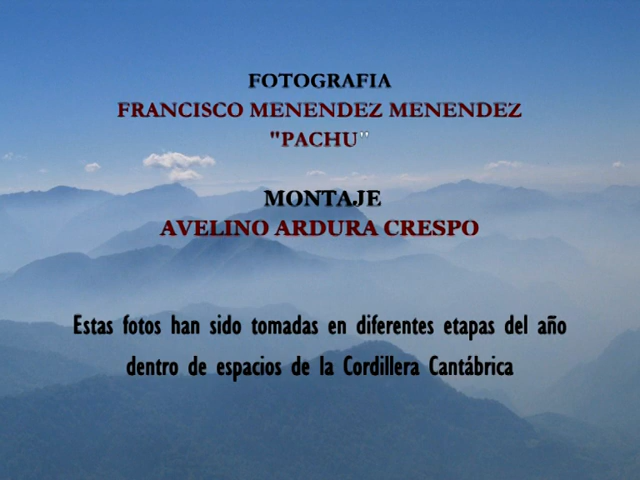 FOTOGRAFIA
FRANCISCO MENENDEZ MENENDEZ
"PACHU"
MONTAJE
AVELINO ARDURA CRESPO
Estas fotos han sido tomadas en diferentes etapas del año
dentro de espacios de la Cordillera Cantábrica